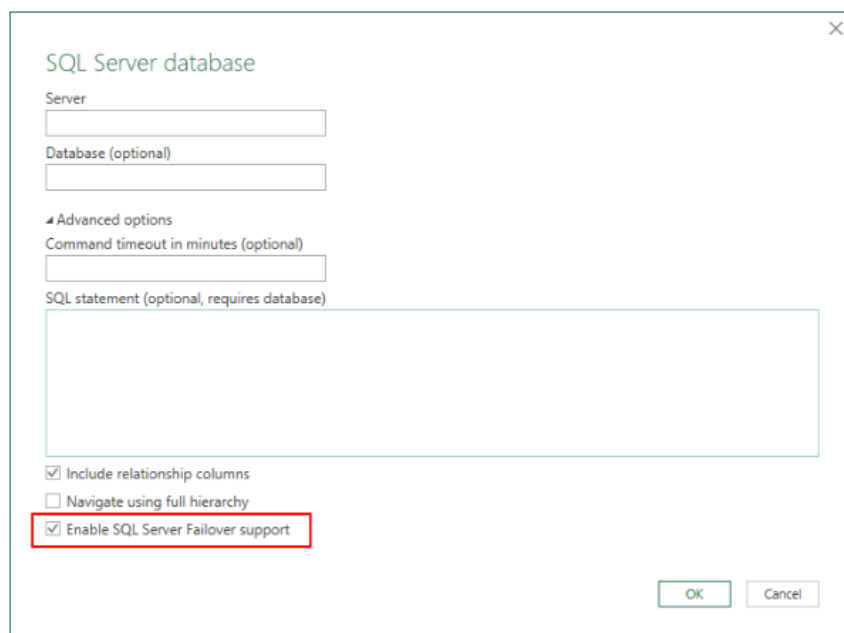 SQL Server database
Server
Database (optional)
Advanced options
Command timeout in minutes (optional)
SQL statement (optional, requires database)
Include relationship columns
Navigate using full hierarchy
Enable SQL Server Failover support
OK Cancel